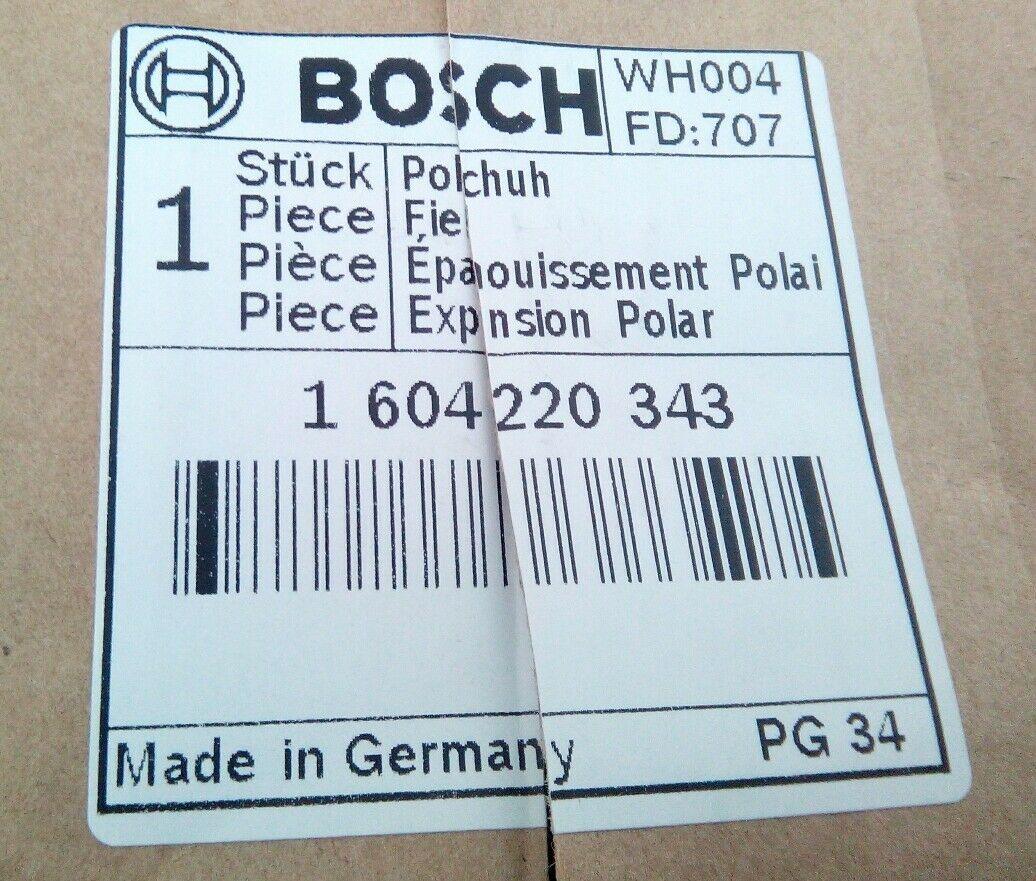 BOSCH
WH004
FD:707
1
Stück
Piece
Pièce
Piece
Polchuh
Fie
Épaouissement Polai
Expnsion Polar
1 604 220 343
Made in Germany
PG 34